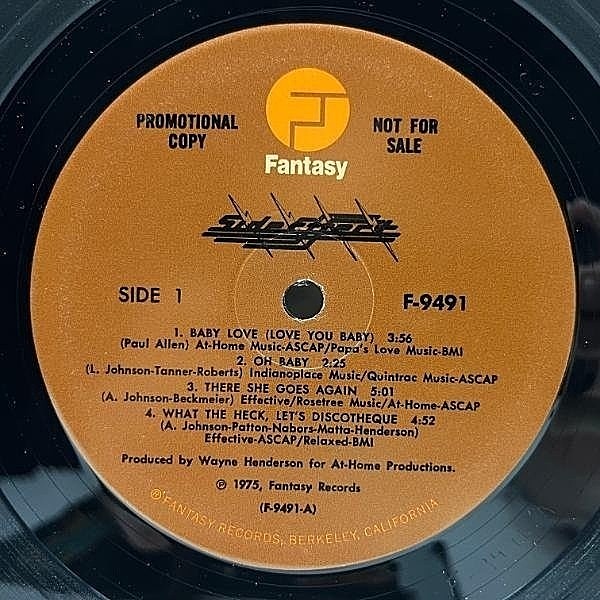 PROMOTIONAL COPY
NOT FOR SALE
Fantasy
Side Effect
SIDE 1
F-9491
1. BABY LOVE (LOVE YOU BABY) 3:56
(Paul Allen) At-Home Music-ASCAP/Papa's Love Music-BMI
2. OH BABY 2:25
(L. Johnson-Tanner-Roberts) Indianoplace Music/Quintrac Music-ASCAP
3. THERE SHE GOES AGAIN 5:01
(A. Johnson-Beckmeier) Effective/Rosetree Music/At-Home-ASCAP
4. WHAT THE HECK, LET'S DISCOTHEQUE 4:52
(A. Johnson-Patton-Nabors-Matta-Henderson)
Effective-ASCAP/Relaxed-BMI
Produced by Wayne Henderson for At-Home Productions.
℗ 1975, Fantasy Records
(F-9491-A)
℗FANTASY RECORDS, BERKELEY, CALIFORNIA